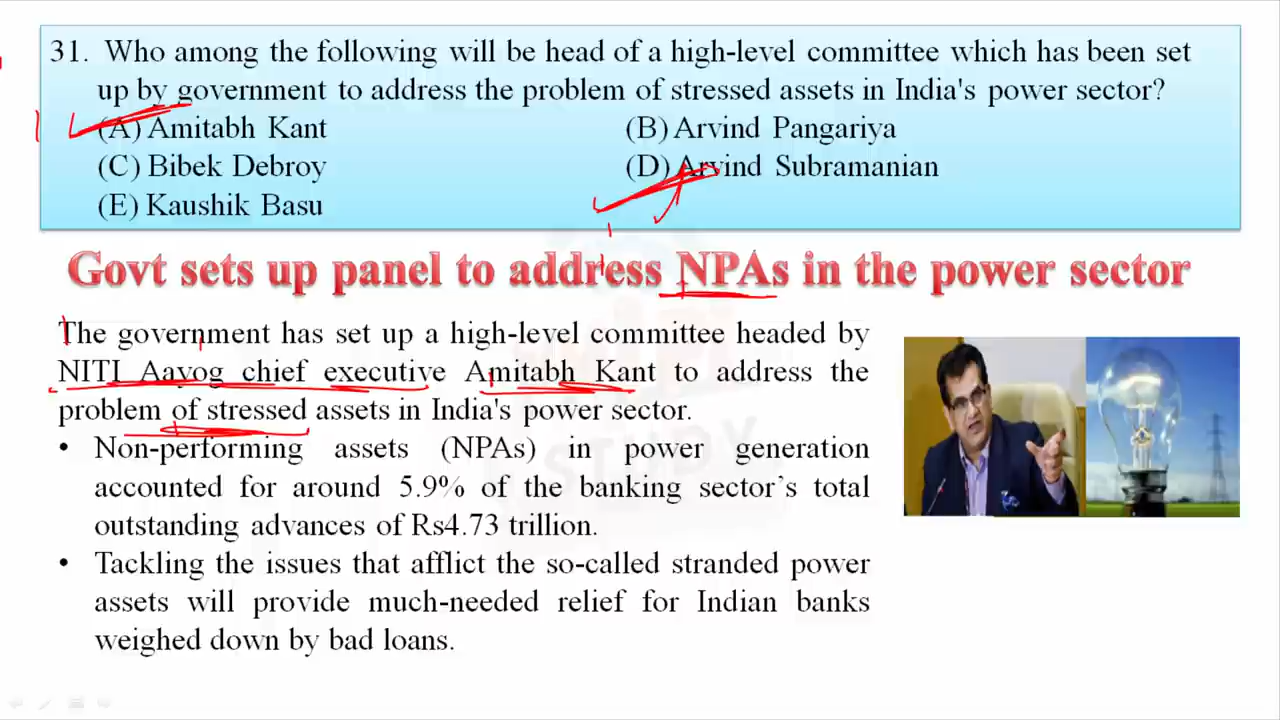 31. Who among the following will be head of a high-level committee which has been set
up by government to address the problem of stressed assets in India's power sector?
(A) Amitabh Kant (B) Arvind Pangariya
(C) Bibek Debroy (D) Arvind Subramanian
(E) Kaushik Basu
Govt sets up panel to address NPAs in the power sector
The government has set up a high-level committee headed by
NITI Aayog chief executive Amitabh Kant to address the
problem of stressed assets in India's power sector.
• Non-performing assets (NPAs) in power generation
accounted for around 5.9% of the banking sector's total
outstanding advances of Rs4.73 trillion.
• Tackling the issues that afflict the so-called stranded power
assets will provide much-needed relief for Indian banks
weighed down by bad loans.
STUDY